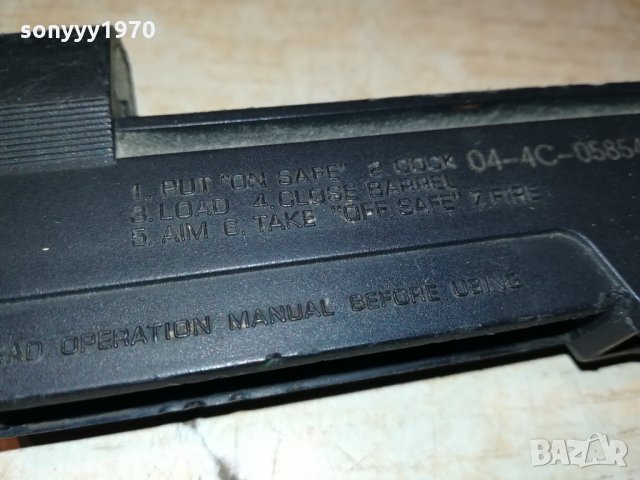 sonyyy1970
1. PUT "ON SAFE" 2. COCK 04-4C-05854
3. LOAD 4. CLOSE BARREL
5. AIM 6. TAKE "OFF SAFE" 7. FIRE
EAD OPERATION MANUAL BEFORE USING
BAZAR